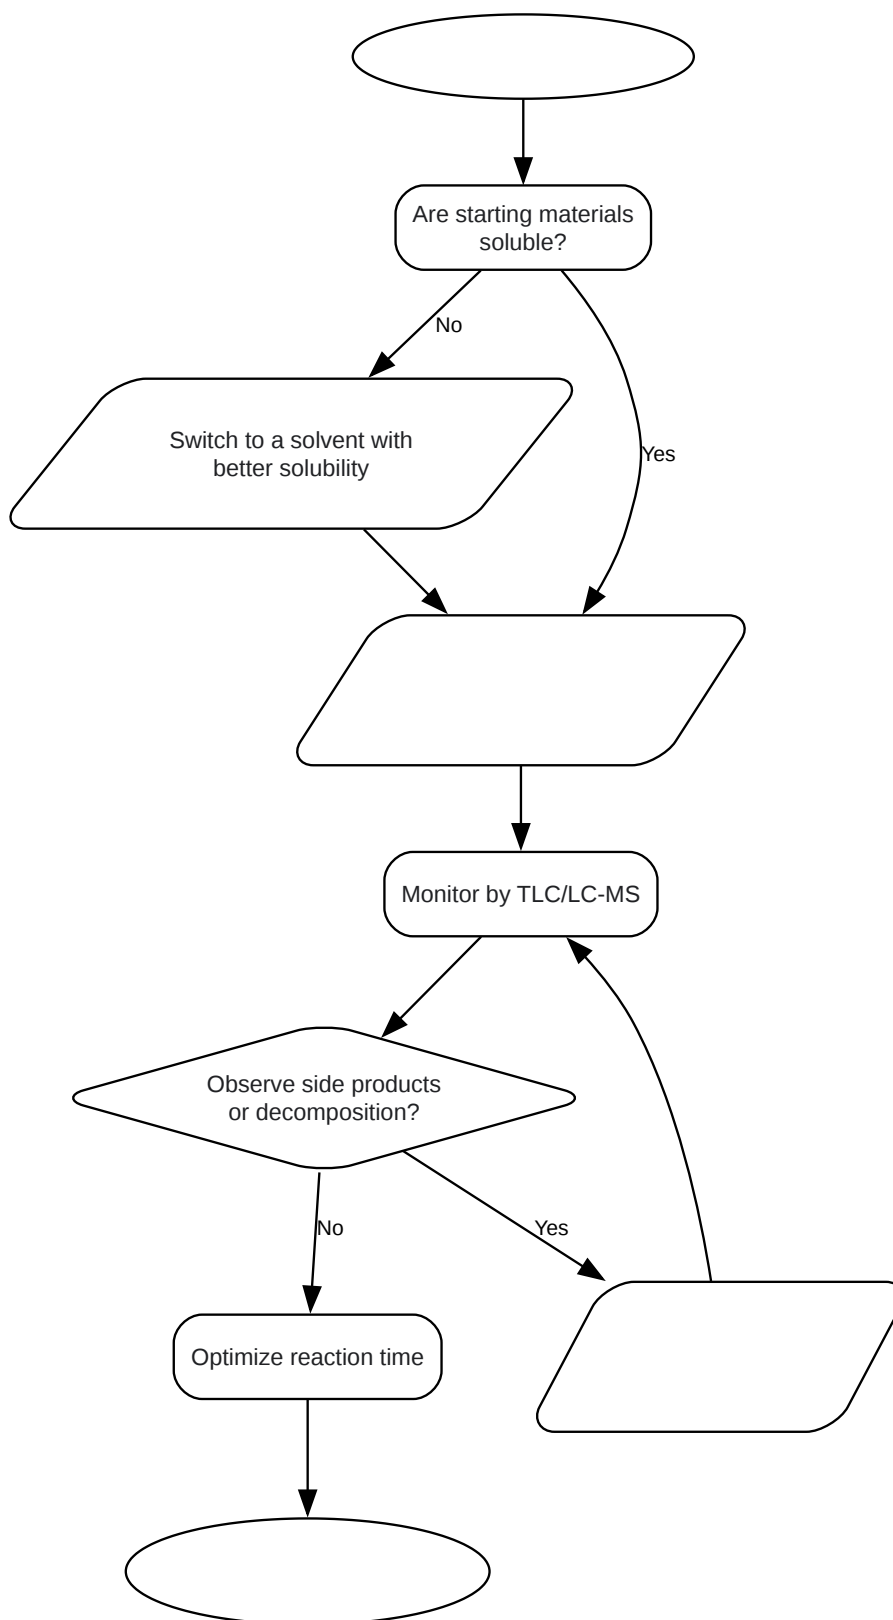 Are starting materials
soluble?
No
Yes
Switch to a solvent with
better solubility
Monitor by TLC/LC-MS
Observe side products
or decomposition?
No
Yes
Optimize reaction time